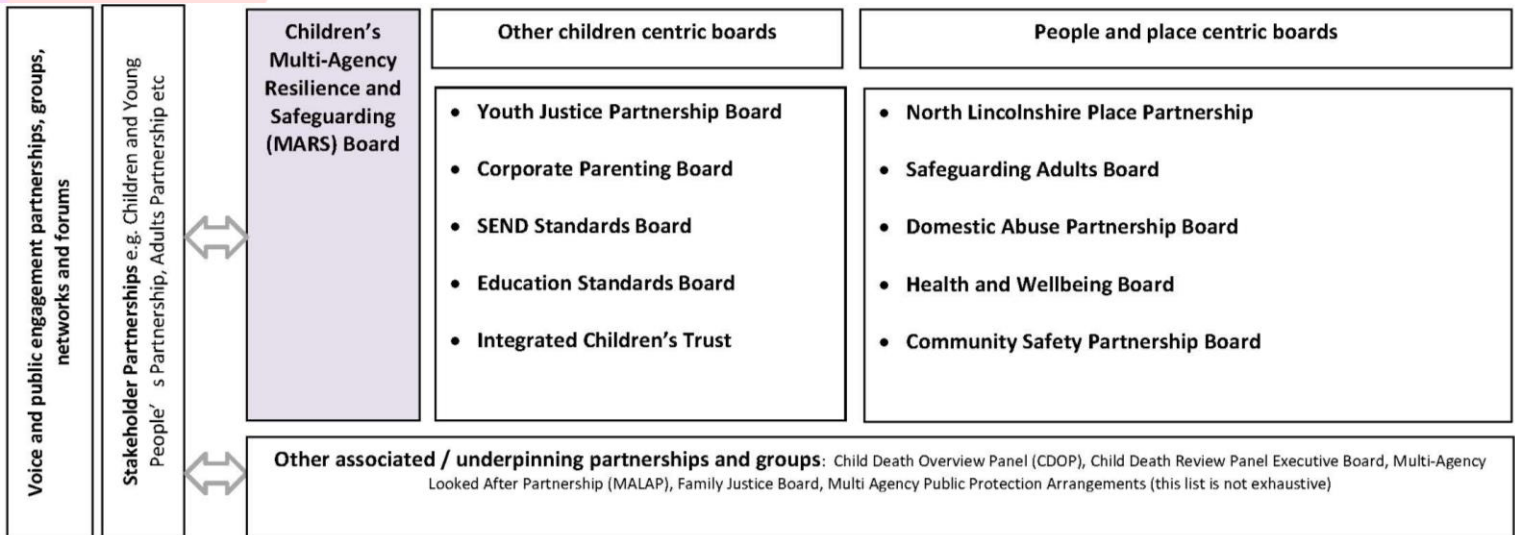 Voice and public engagement partnerships, groups,
networks and forums
Stakeholder Partnerships e.g. Children and Young
People’ s Partnership, Adults Partnership etc
Children’s
Multi-Agency
Resilience and
Safeguarding
(MARS) Board
Other children centric boards
• Youth Justice Partnership Board
• Corporate Parenting Board
• SEND Standards Board
• Education Standards Board
• Integrated Children’s Trust
People and place centric boards
• North Lincolnshire Place Partnership
• Safeguarding Adults Board
• Domestic Abuse Partnership Board
• Health and Wellbeing Board
• Community Safety Partnership Board
Other associated / underpinning partnerships and groups: Child Death Overview Panel (CDOP), Child Death Review Panel Executive Board, Multi-Agency
Looked After Partnership (MALAP), Family Justice Board, Multi Agency Public Protection Arrangements (this list is not exhaustive)